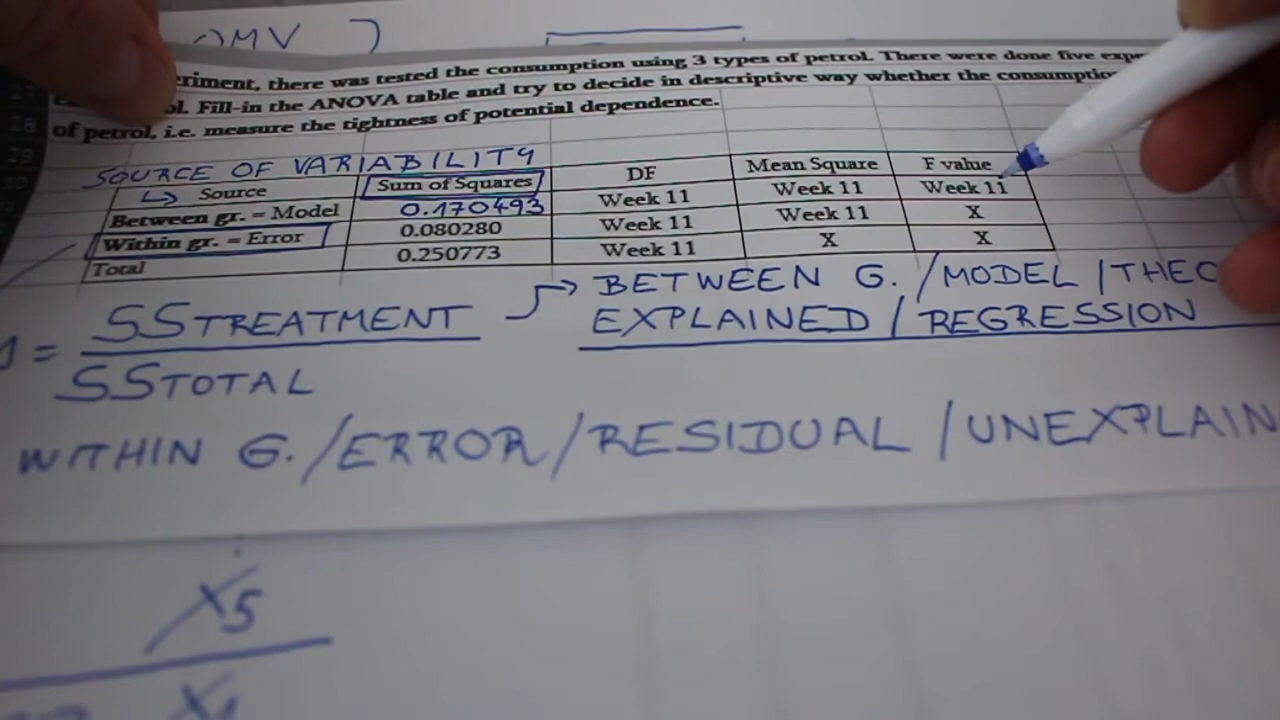 OMV
riment, there was tested the consumption using 3 types of petrol. There were done five
Fill-in the ANOVA table and try to decide in descriptive way whether the
of petrol, i.e. measure the tightness of potential dependence.
SOURCE OF VARIABILITY
Source Sum of Squares DF Mean Square F value
Between gr. = Model 0.170493 Week 11 Week 11 Week 11
Within gr. = Error 0.080280 Week 11 Week 11 X
Total 0.250773 Week 11 X X
= SSTREATMENT → BETWEEN G. / MODEL / THEO
SSTOTAL EXPLAINED / REGRESSION
WITHIN G. / ERROR / RESIDUAL / UNEXPLAIN
X5
28
29